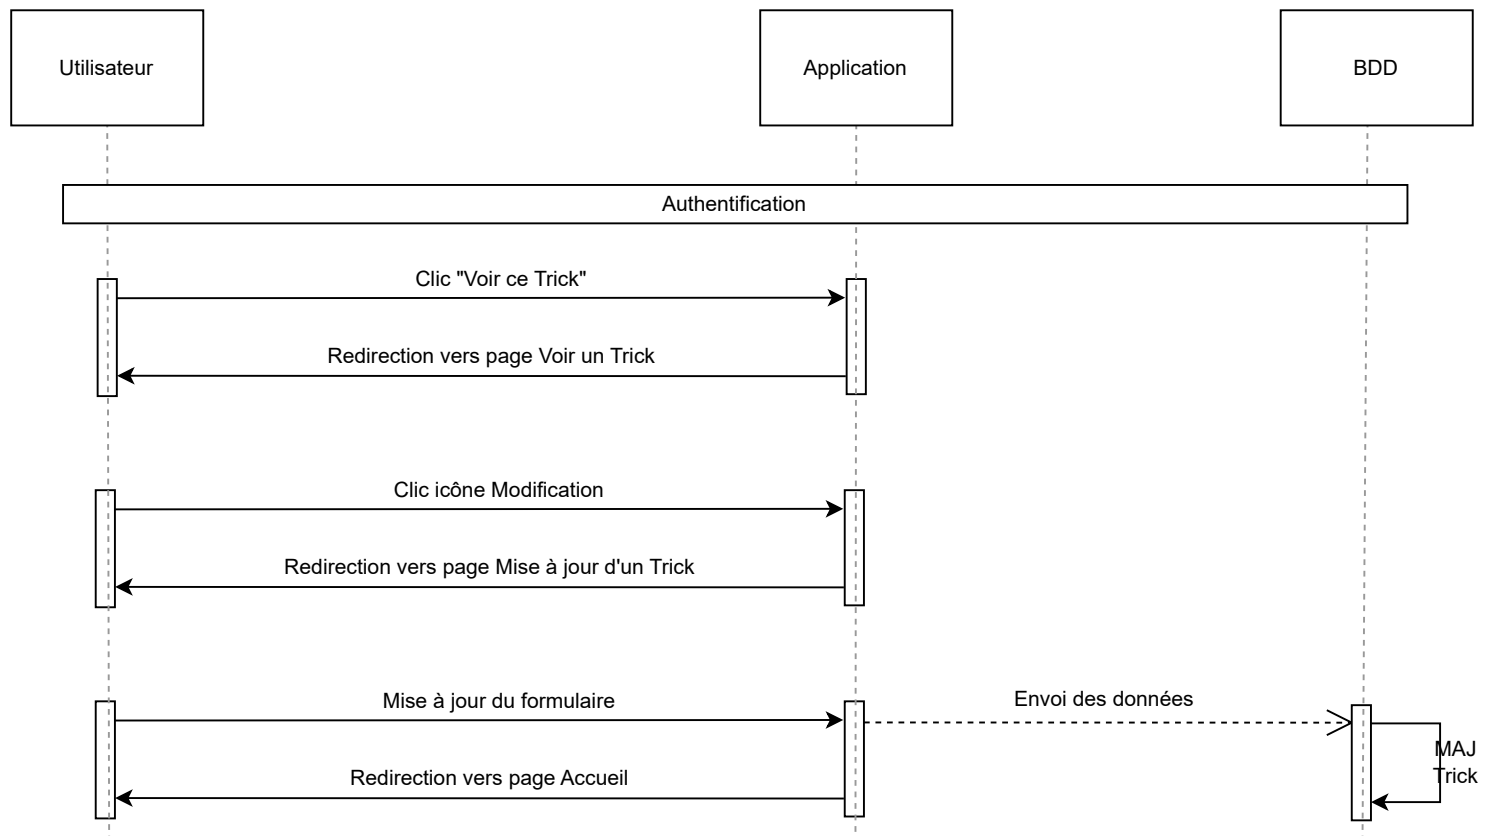 Utilisateur
Application
BDD
Authentification
Clic "Voir ce Trick"
Redirection vers page Voir un Trick
Clic icône Modification
Redirection vers page Mise à jour d'un Trick
Mise à jour du formulaire
Envoi des données
MAJ
Trick
Redirection vers page Accueil